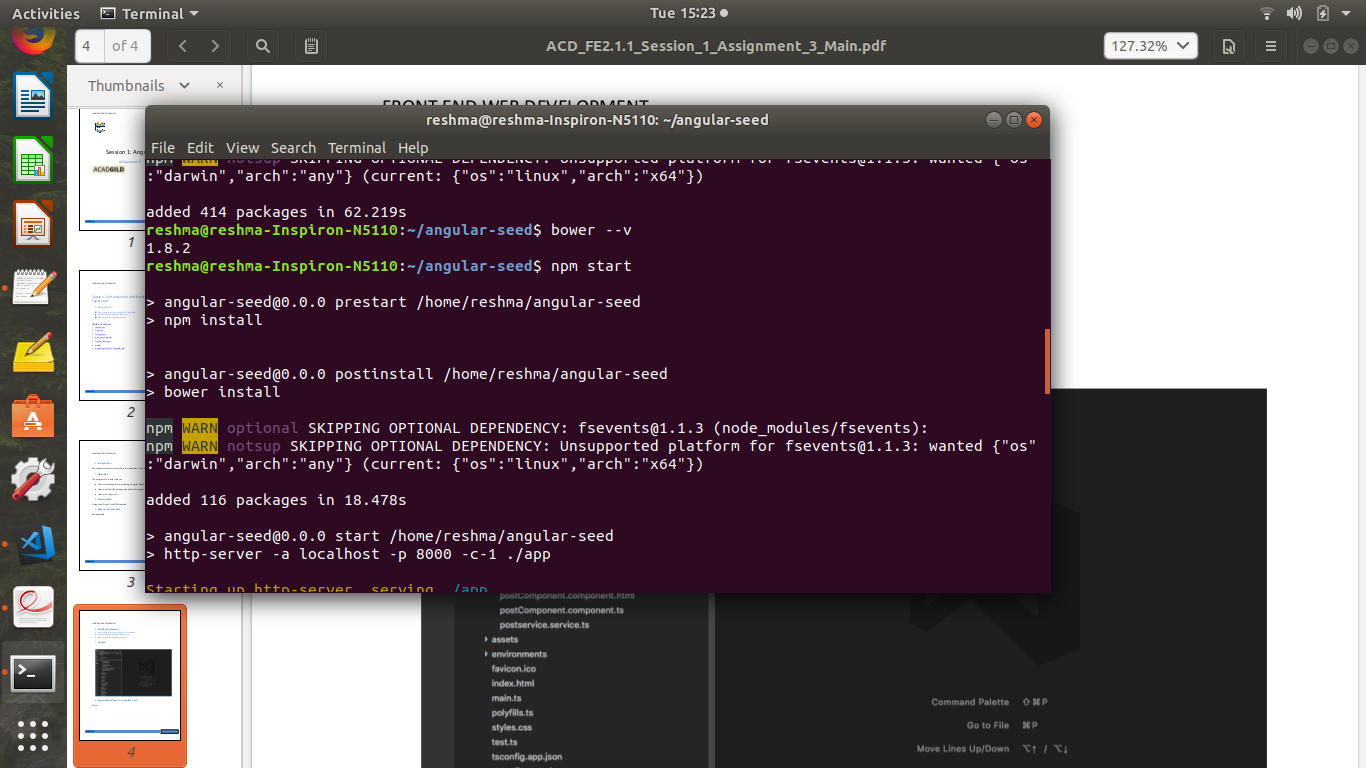 Activities
Terminal
Tue 15:23
4
of 4
ACD_FE2.1.1_Session_1_Assignment_3_Main.pdf
127.32%
Thumbnails
×
FRONT END WEB DEVELOPMENT
reshma@reshma-Inspiron-N5110: ~/angular-seed
File Edit View Search Terminal Help
npm WARN notsup SKIPPING OPTIONAL DEPENDENCY: Unsupported platform for fsevents@1.1.3: wanted {"os"
:"darwin","arch":"any"} (current: {"os":"linux","arch":"x64"})
added 414 packages in 62.219s
reshma@reshma-Inspiron-N5110:~/angular-seed$ bower --v
1.8.2
reshma@reshma-Inspiron-N5110:~/angular-seed$ npm start
> angular-seed@0.0.0 prestart /home/reshma/angular-seed
> npm install
> angular-seed@0.0.0 postinstall /home/reshma/angular-seed
> bower install
npm WARN optional SKIPPING OPTIONAL DEPENDENCY: fsevents@1.1.3 (node_modules/fsevents):
npm WARN notsup SKIPPING OPTIONAL DEPENDENCY: Unsupported platform for fsevents@1.1.3: wanted {"os"
:"darwin","arch":"any"} (current: {"os":"linux","arch":"x64"})
added 116 packages in 18.478s
> angular-seed@0.0.0 start /home/reshma/angular-seed
> http-server -a localhost -p 8000 -c-1 ./app
Starting up http-server, serving ./app
Session 1: Angu
ACADGILD
1
2
3
4
postComponent.component.html
postComponent.component.ts
postservice.service.ts
assets
environments
favicon.ico
index.html
main.ts
polyfills.ts
styles.css
test.ts
tsconfig.app.json
Command Palette ⇧⌘P
Go to File ⌘P
Move Lines Up/Down ⌥↑ / ⌥↓